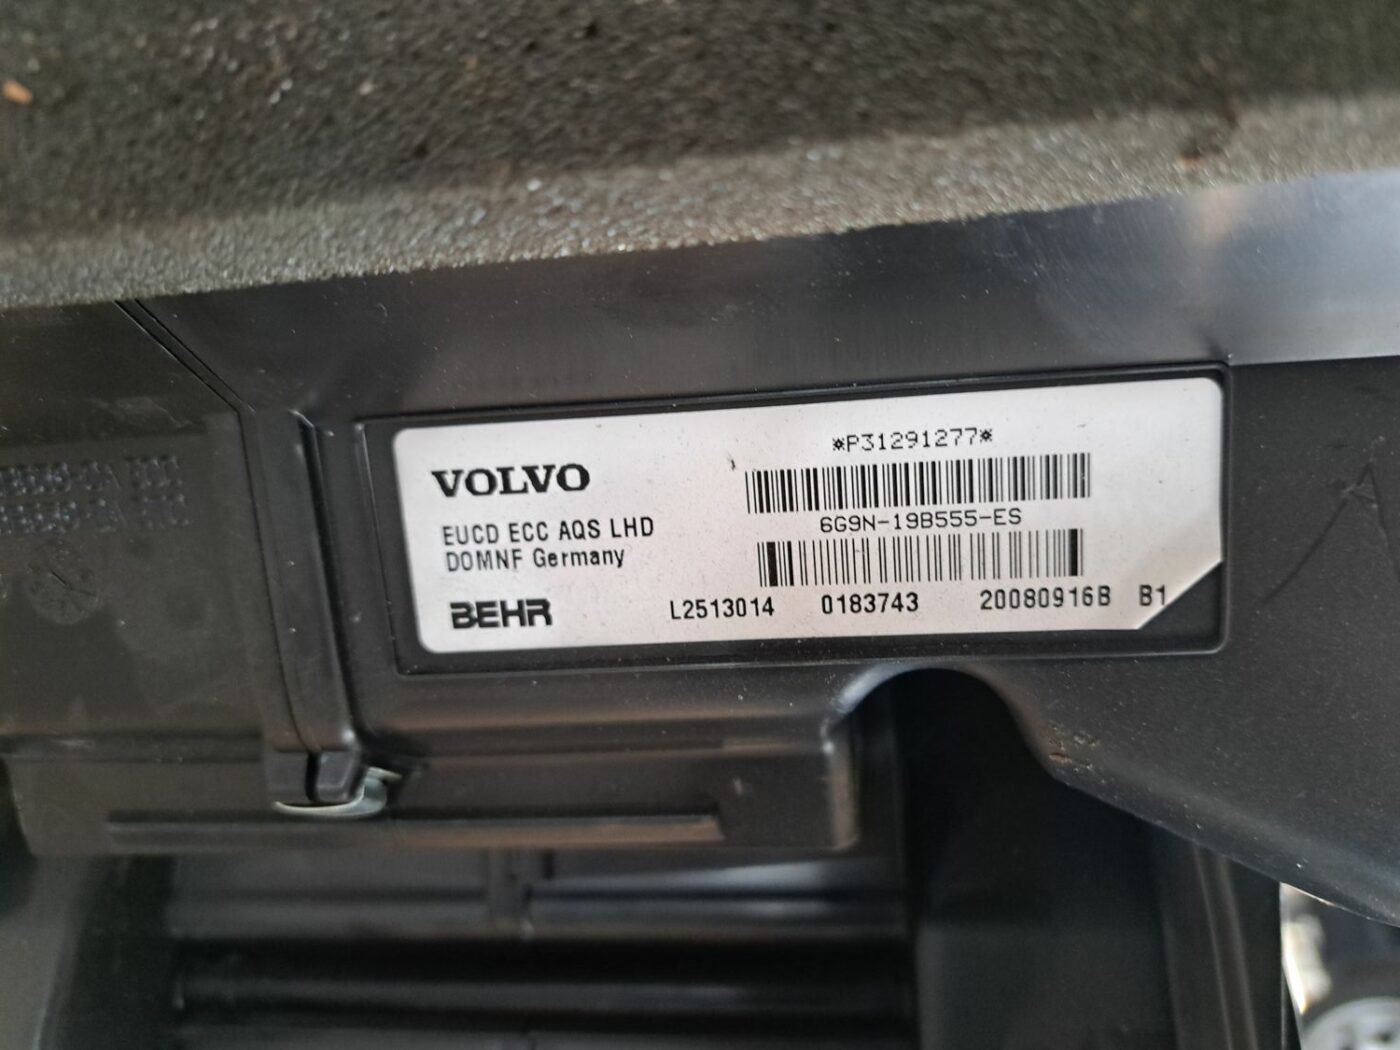 *P31291277*
VOLVO
6G9N-19B555-ES
EUCD ECC AQS LHD
DOMNF Germany
BEHR
L2513014 0183743 20080916B B1